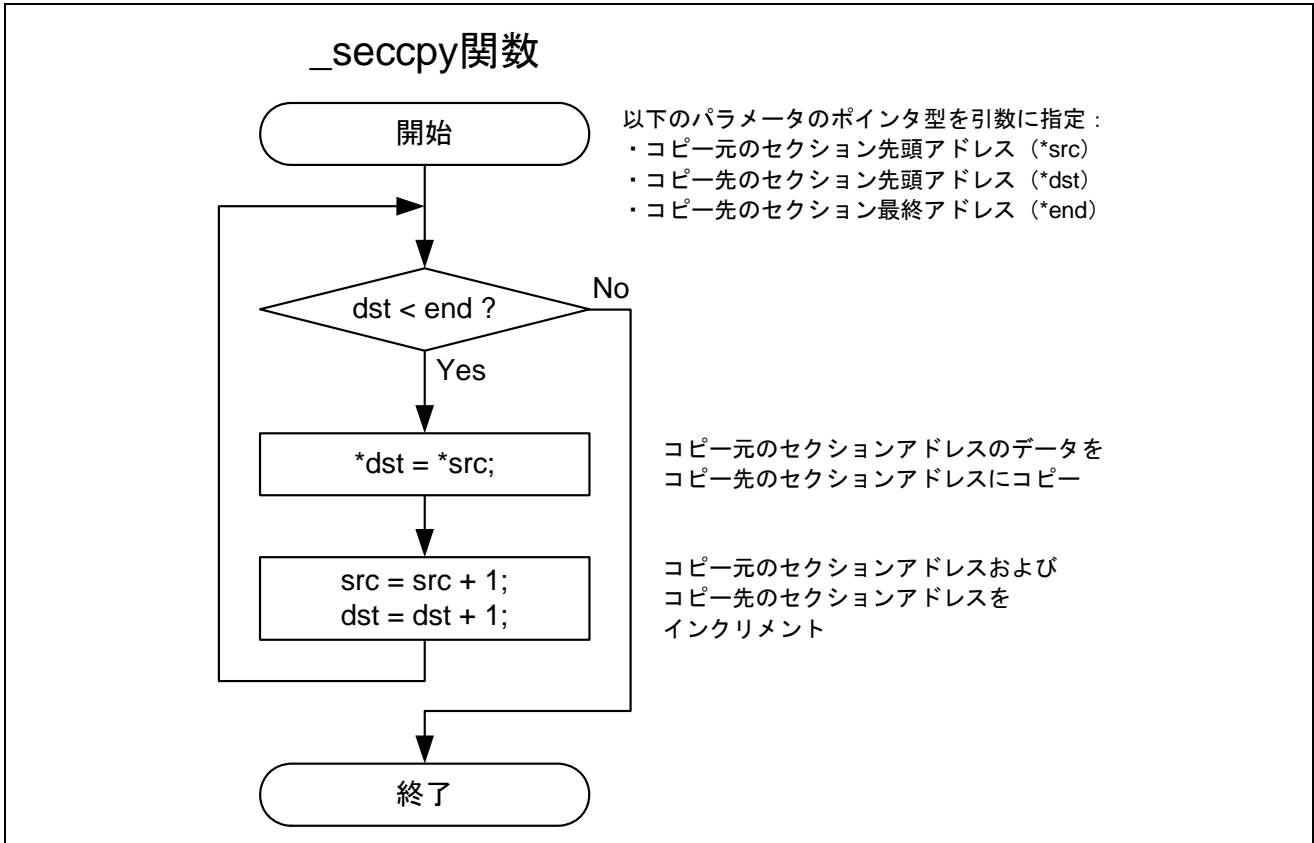 _seccpy関数
開始
以下のパラメータのポインタ型を引数に指定：
・コピー元のセクション先頭アドレス（*src）
・コピー先のセクション先頭アドレス（*dst）
・コピー先のセクション最終アドレス（*end）
dst < end ?
No
Yes
*dst = *src;
コピー元のセクションアドレスのデータを
コピー先のセクションアドレスにコピー
src = src + 1;
dst = dst + 1;
コピー元のセクションアドレスおよび
コピー先のセクションアドレスを
インクリメント
終了